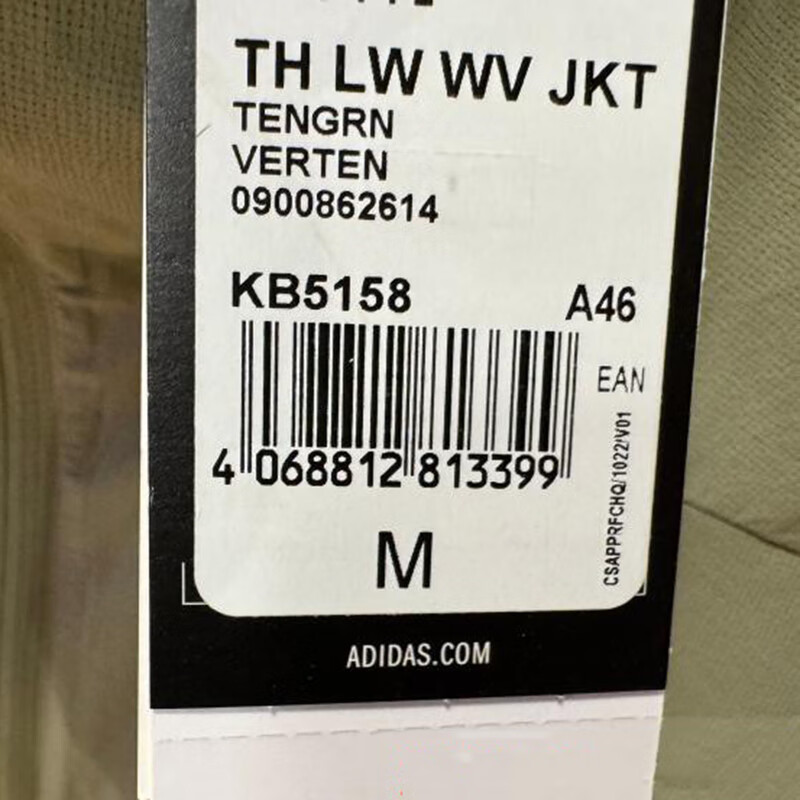 TH LW WV JKT
TENGRN
VERTEN
0900862614
KB5158
A46
EAN
4 068812 813399
CSAPPRFCHQ/1022/V01
M
ADIDAS.COM